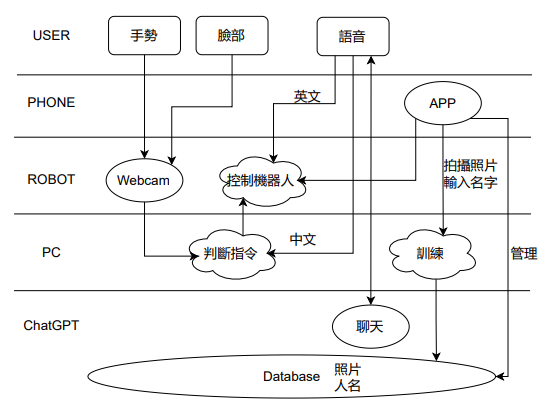 USER
手勢
臉部
語音
PHONE
英文
APP
ROBOT
Webcam
控制機器人
拍攝照片
輸入名字
PC
判斷指令
中文
訓練
管理
ChatGPT
聊天
Database
照片
人名